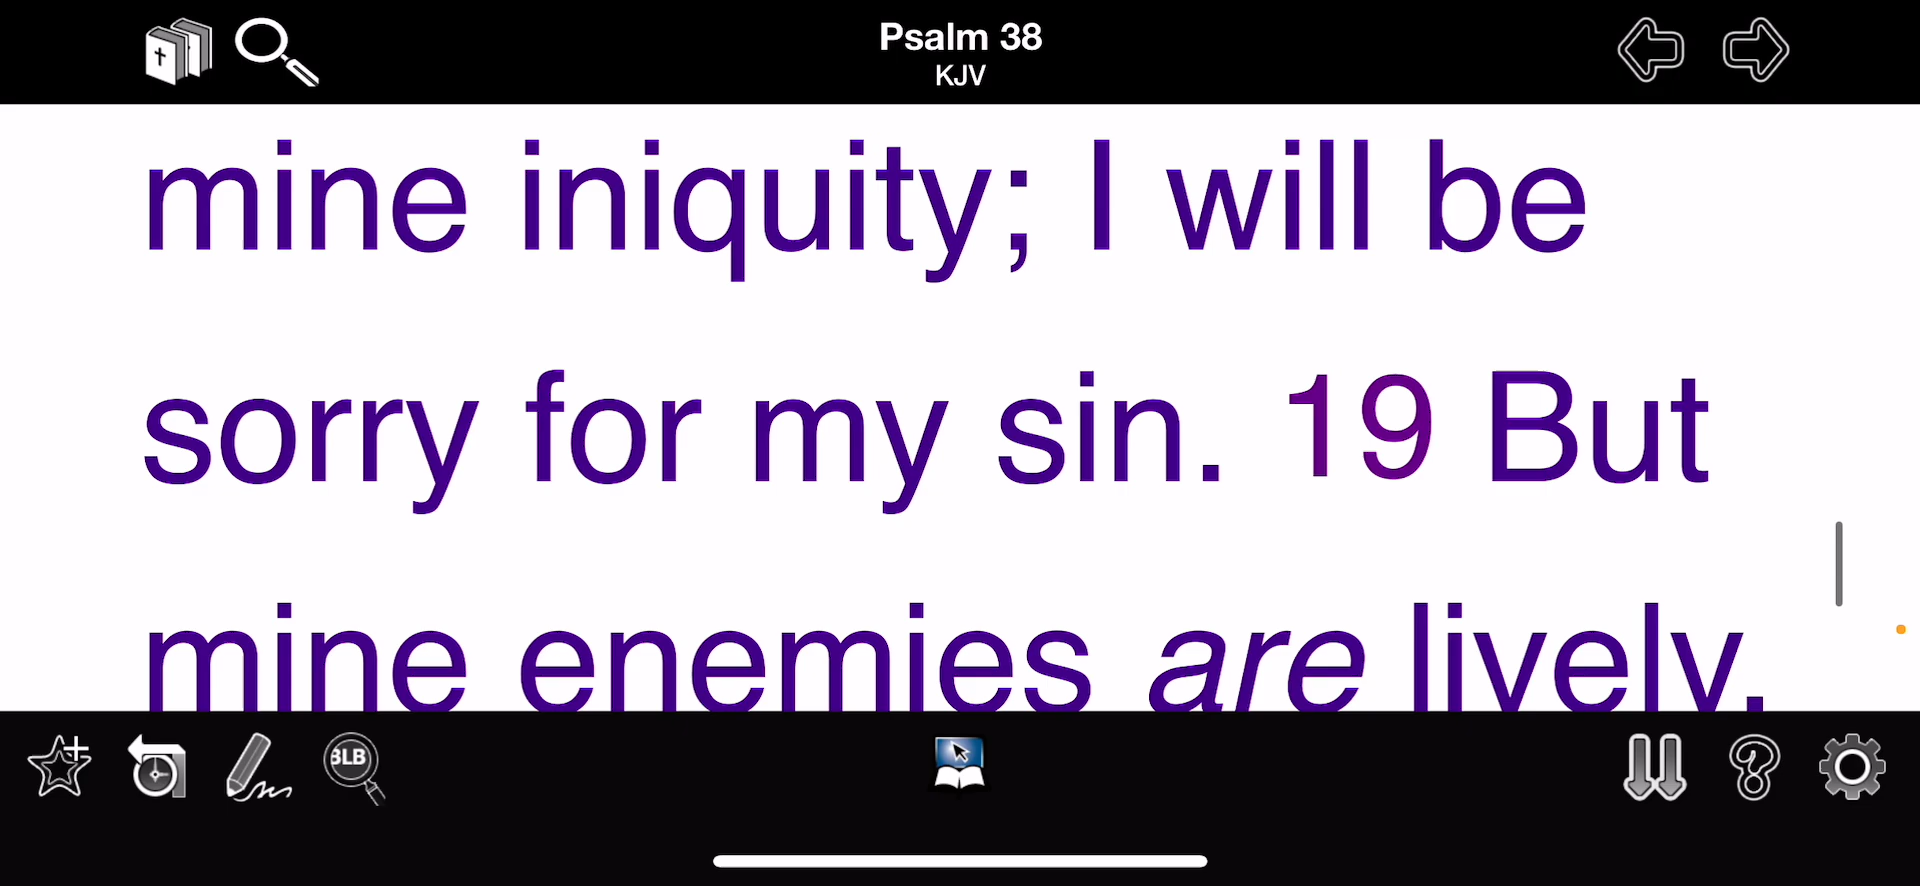 Psalm 38
KJV
mine iniquity; I will be
sorry for my sin. 19 But
mine enemies are lively,
BLB